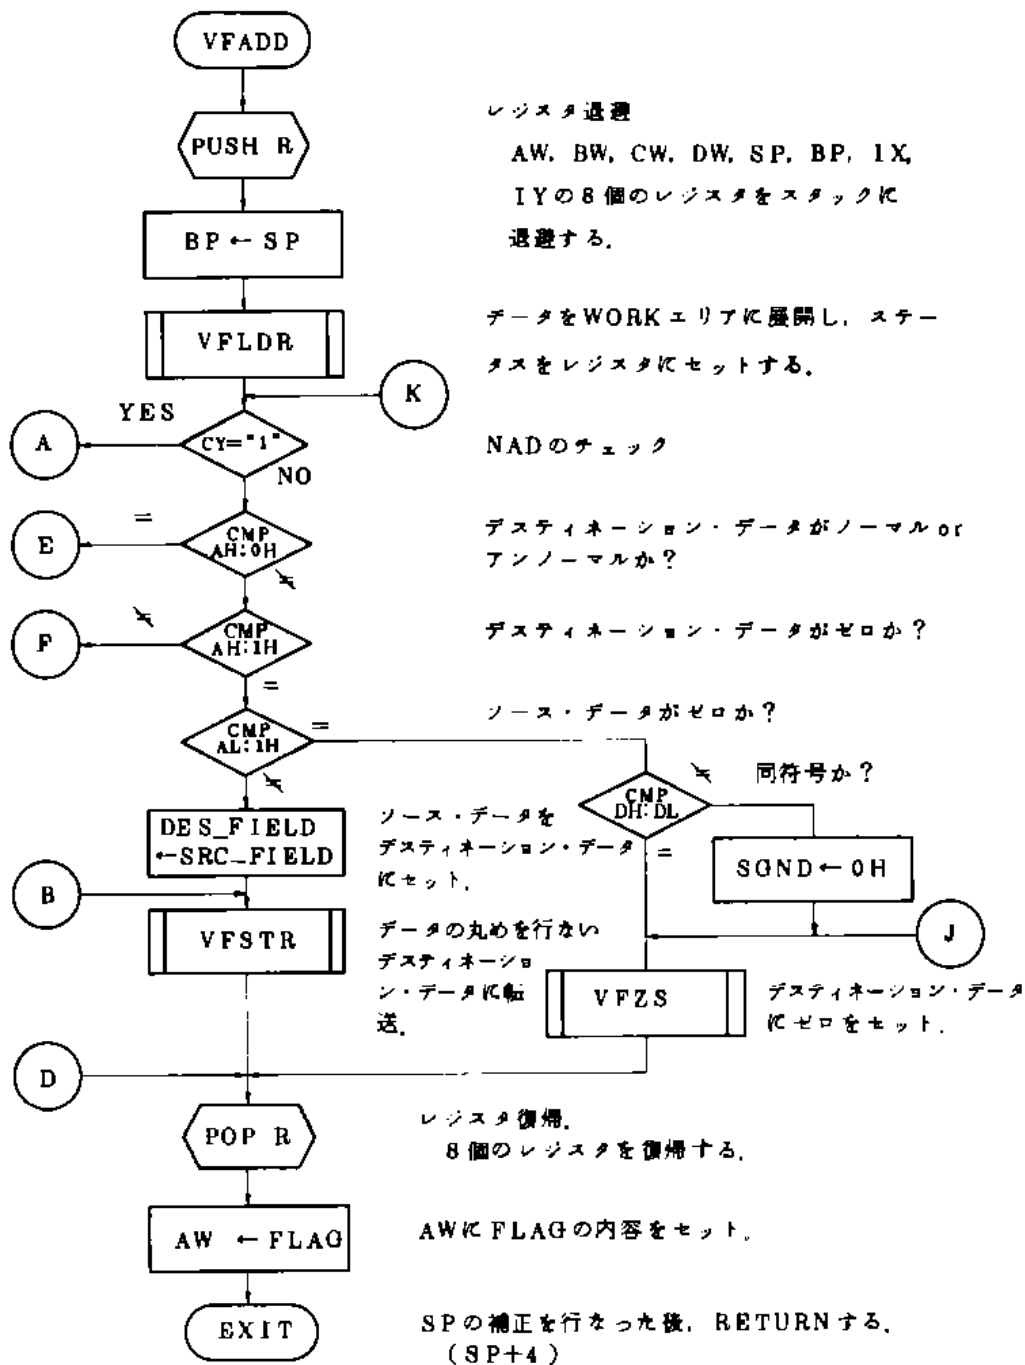 VFADD
PUSH R
レジスタ退避
AW, BW, CW, DW, SP, BP, IX,
IYの8個のレジスタをスタックに
退避する.
BP ← SP
VFLDR
データをWORKエリアに展開し, ステー
タスをレジスタにセットする.
K
YES
A
CY="1"
NO
NADのチェック
=
E
CMP
AH:0H
≠
デスティネーション・データがノーマル or
アンノーマルか?
≠
F
CMP
AH:1H
=
デスティネーション・データがゼロか?
ソース・データがゼロか?
CMP
AL:1H
=
≠
同符号か?
CMP
DH:DL
≠
=
DES_FIELD
←SRC_FIELD
ソース・データを
デスティネーション・データ
にセット.
SGND ← 0H
B
J
VFSTR
データの丸めを行ない
デスティネーショ
ン・データに転
送.
VFZS
デスティネーション・データ
にゼロをセット.
D
POP R
レジスタ復帰.
8個のレジスタを復帰する.
AW ← FLAG
AWにFLAGの内容をセット.
EXIT
SPの補正を行なった後, RETURNする.
(SP+4)